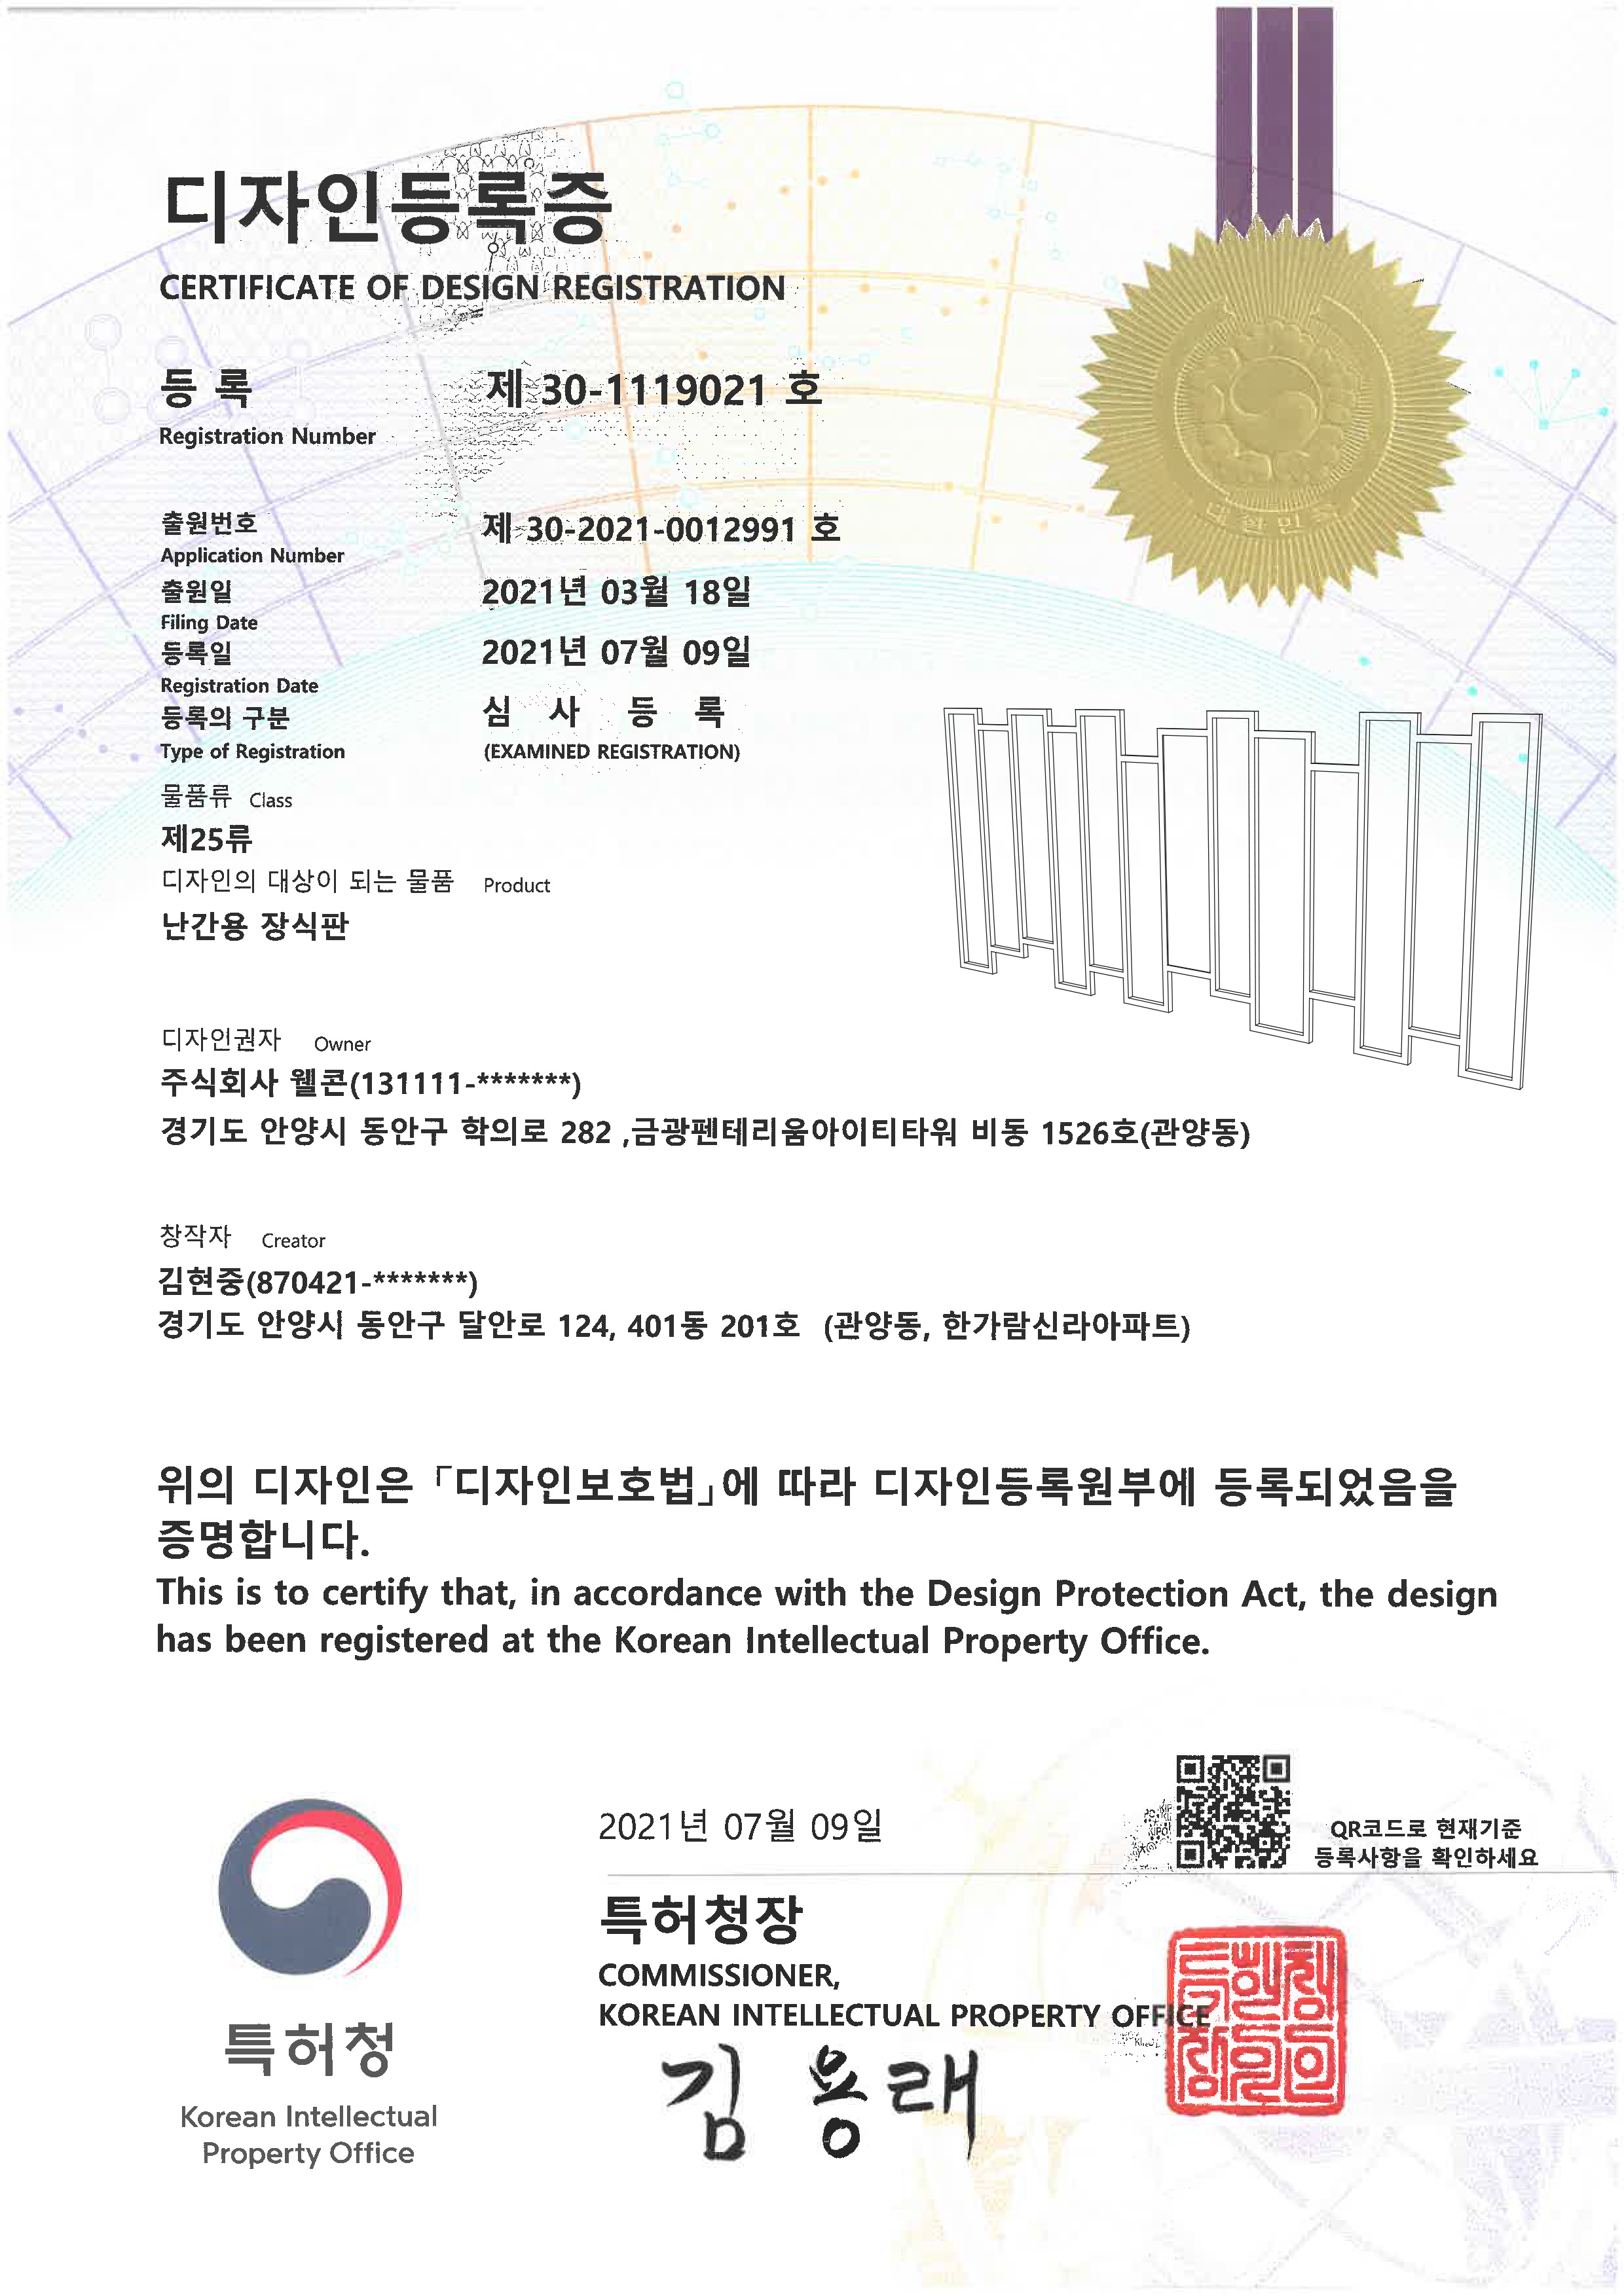 디자인등록증
CERTIFICATE OF DESIGN REGISTRATION
등 록 제 30-1119021 호
Registration Number
출원번호 제 30-2021-0012991 호
Application Number
출원일 2021년 03월 18일
Filing Date
등록일 2021년 07월 09일
Registration Date
등록의 구분 심 사 등 록
Type of Registration (EXAMINED REGISTRATION)
물품류 Class
제25류
디자인의 대상이 되는 물품 Product
난간용 장식판
디자인권자 Owner
주식회사 웰콘(131111-*******)
경기도 안양시 동안구 학의로 282 ,금광펜테리움아이티타워 비동 1526호(관양동)
창작자 Creator
김현중(870421-*******)
경기도 안양시 동안구 달안로 124, 401동 201호 (관양동, 한가람신라아파트)
위의 디자인은 「디자인보호법」에 따라 디자인등록원부에 등록되었음을
증명합니다.
This is to certify that, in accordance with the Design Protection Act, the design
has been registered at the Korean Intellectual Property Office.
2021년 07월 09일
QR코드로 현재기준
등록사항을 확인하세요
특허청장
COMMISSIONER,
KOREAN INTELLECTUAL PROPERTY OFFICE
김용래
특허청
Korean Intellectual
Property Office